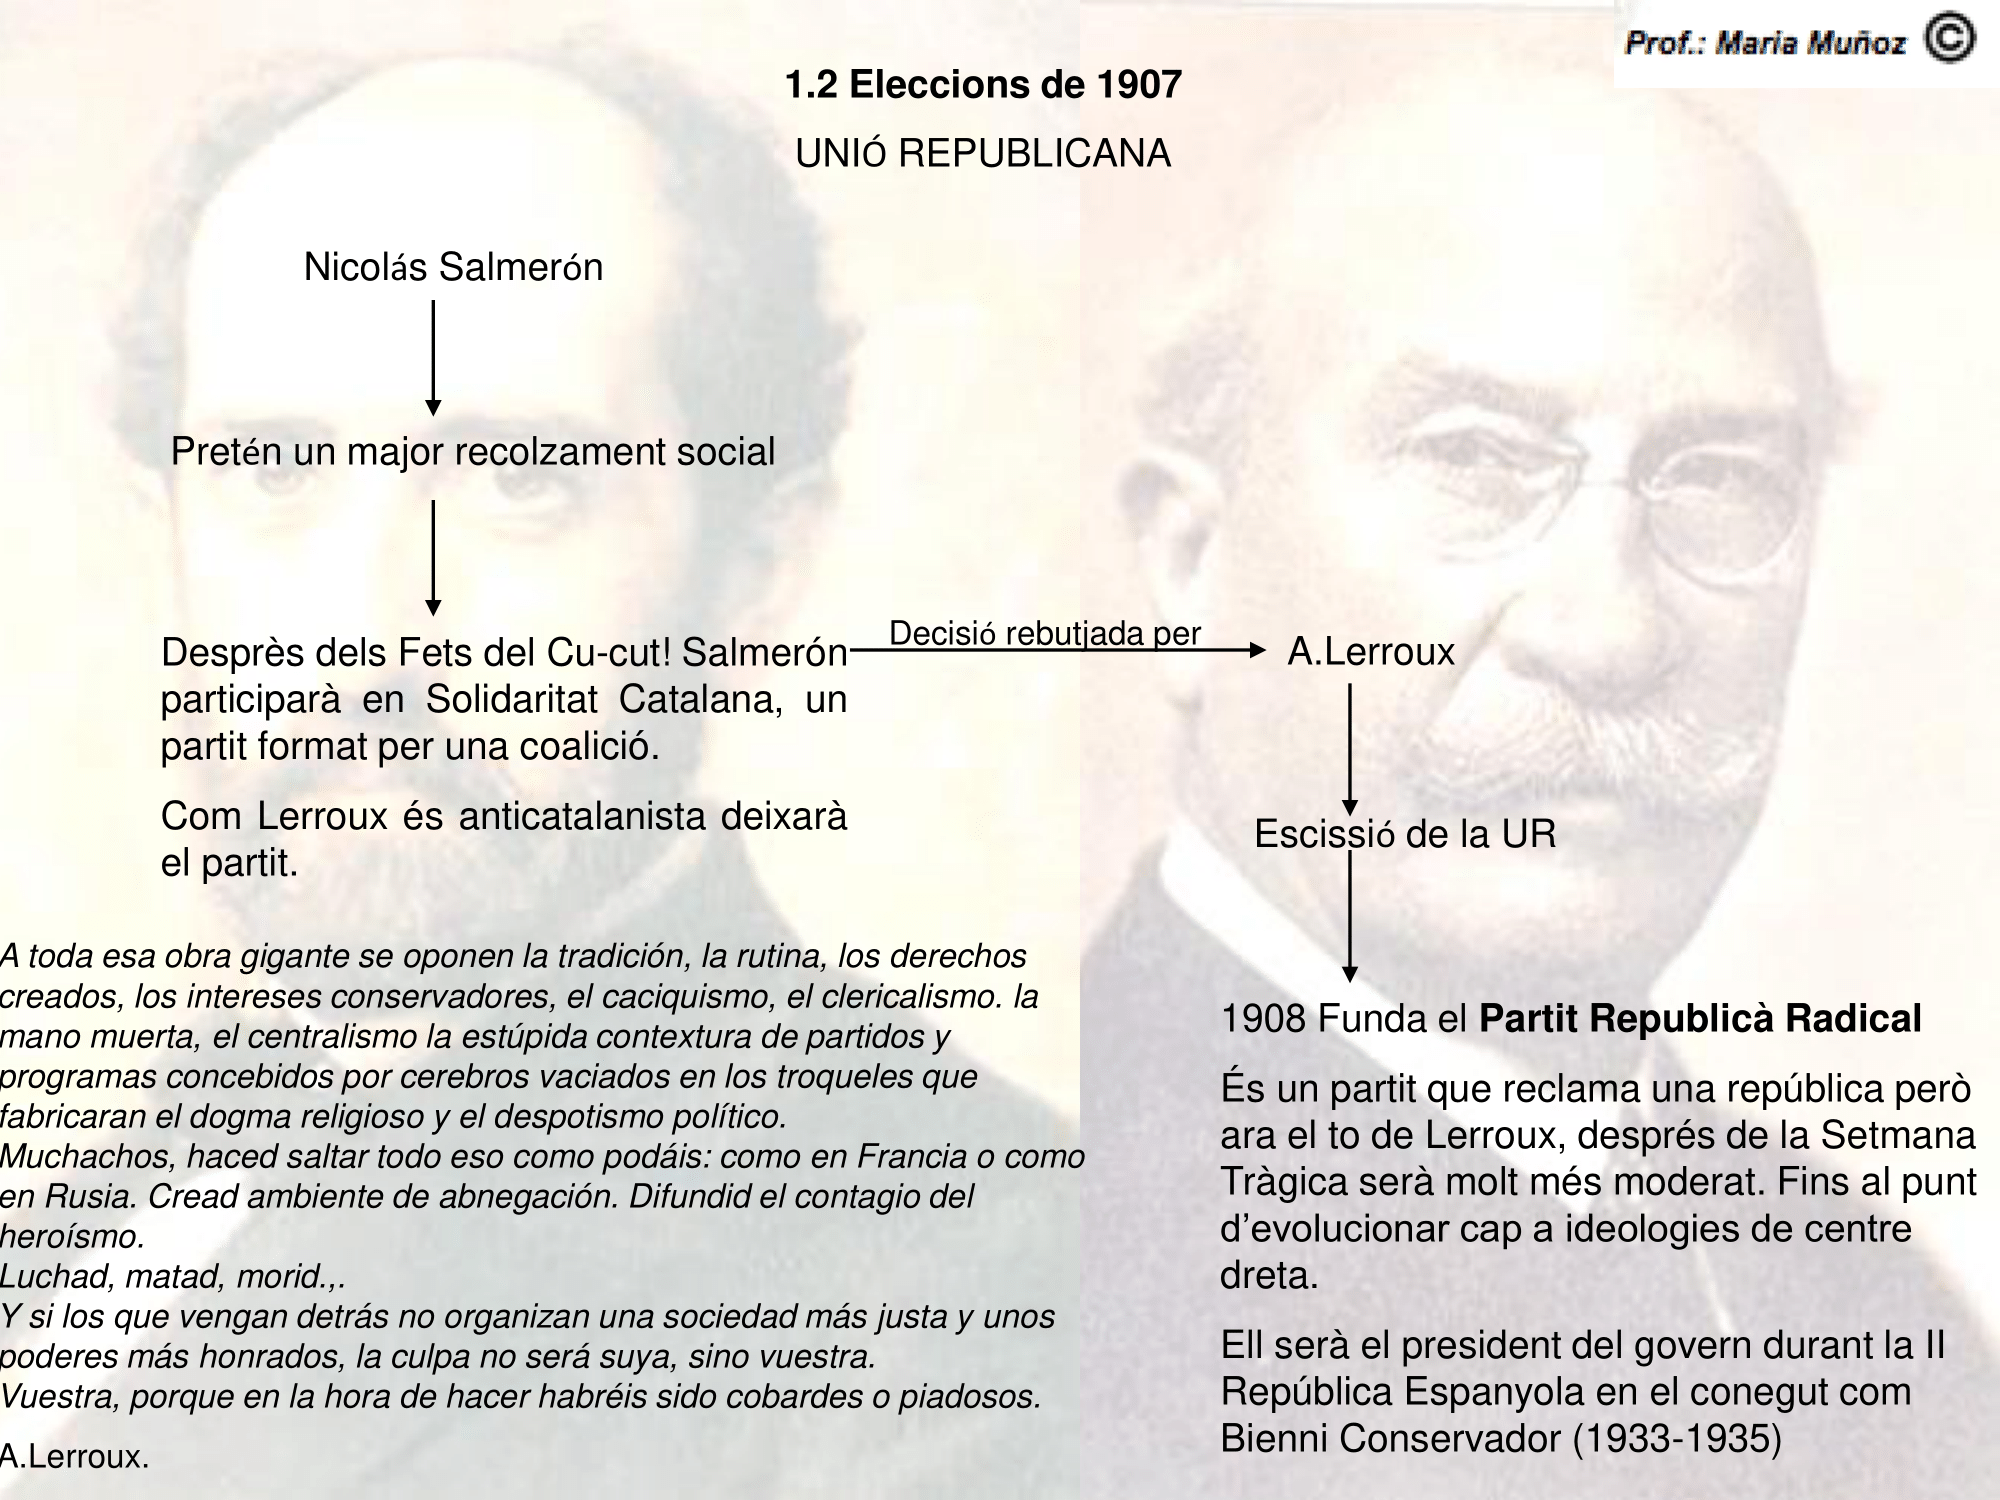 Prof.: Maria Muñoz ©
1.2 Eleccions de 1907
UNIÓ REPUBLICANA
Nicolás Salmerón
Pretén un major recolzament social
Desprès dels Fets del Cu-cut! Salmerón
participarà en Solidaritat Catalana, un
partit format per una coalició.
Com Lerroux és anticatalanista deixarà
el partit.
Decisió rebutjada per
A.Lerroux
Escissió de la UR
1908 Funda el Partit Republicà Radical
És un partit que reclama una república però
ara el to de Lerroux, després de la Setmana
Tràgica serà molt més moderat. Fins al punt
d’evolucionar cap a ideologies de centre
dreta.
Ell serà el president del govern durant la II
República Espanyola en el conegut com
Bienni Conservador (1933-1935)
A toda esa obra gigante se oponen la tradición, la rutina, los derechos
creados, los intereses conservadores, el caciquismo, el clericalismo. la
mano muerta, el centralismo la estúpida contextura de partidos y
programas concebidos por cerebros vaciados en los troqueles que
fabricaran el dogma religioso y el despotismo político.
Muchachos, haced saltar todo eso como podáis: como en Francia o como
en Rusia. Cread ambiente de abnegación. Difundid el contagio del
heroísmo.
Luchad, matad, morid.,.
Y si los que vengan detrás no organizan una sociedad más justa y unos
poderes más honrados, la culpa no será suya, sino vuestra.
Vuestra, porque en la hora de hacer habréis sido cobardes o piadosos.
A.Lerroux.